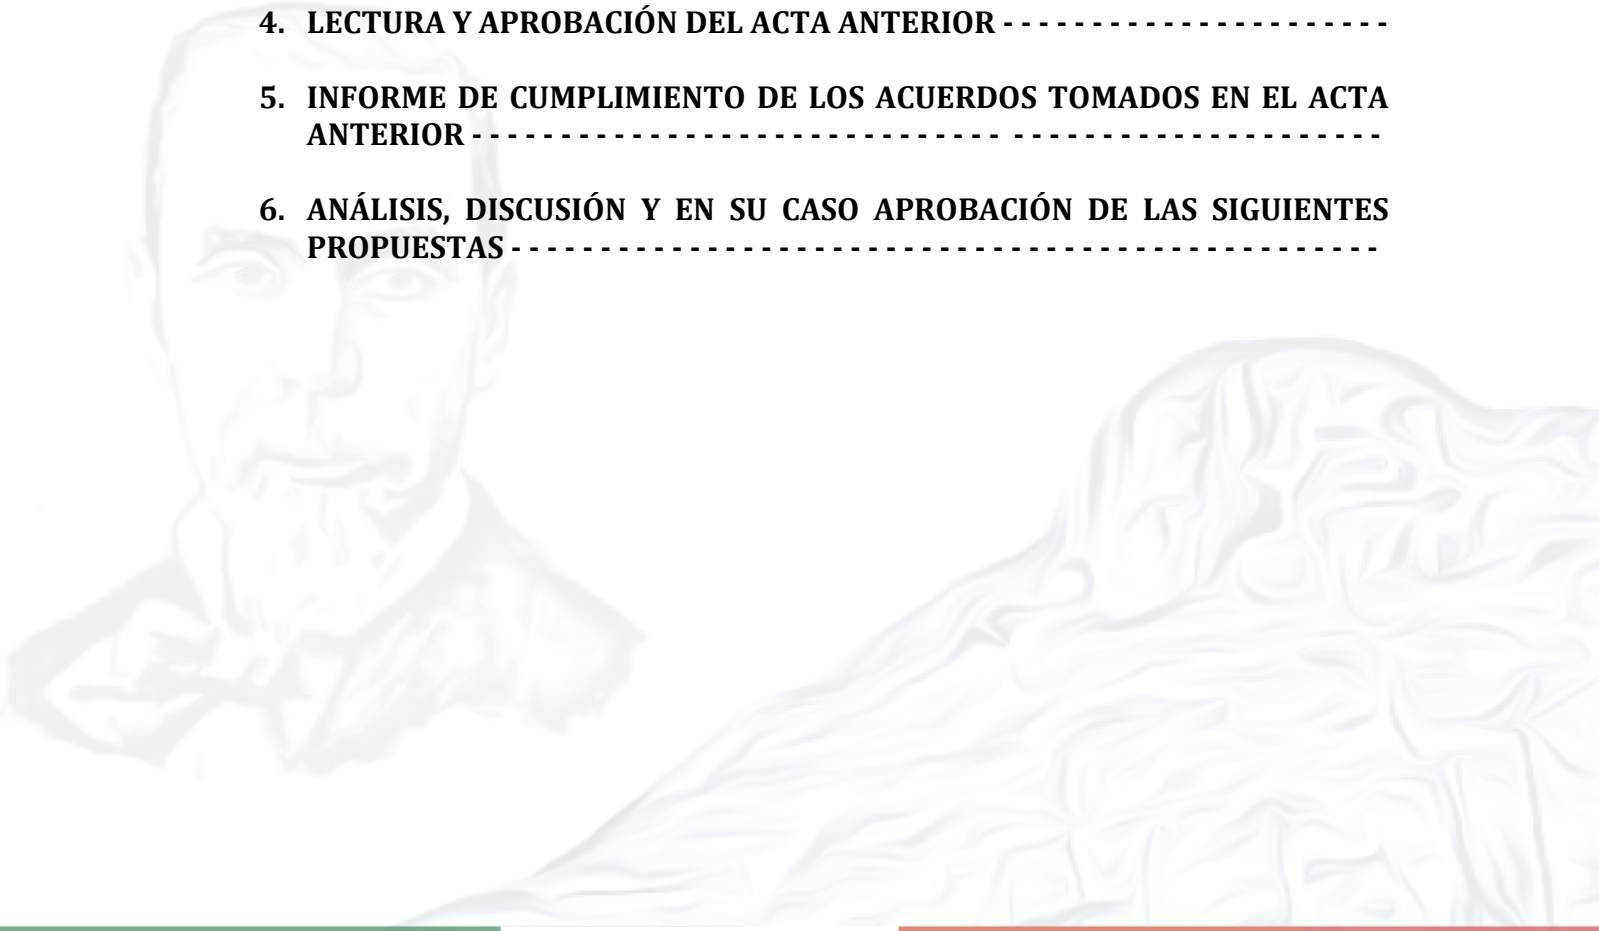 4. LECTURA Y APROBACIÓN DEL ACTA ANTERIOR - - - - - - - - - - - - - - - - - - - - - -
5. INFORME DE CUMPLIMIENTO DE LOS ACUERDOS TOMADOS EN EL ACTA
ANTERIOR - - - - - - - - - - - - - - - - - - - - - - - - - - - - - - - - - - - - - - - - - - - - - - - - - - -
6. ANÁLISIS, DISCUSIÓN Y EN SU CASO APROBACIÓN DE LAS SIGUIENTES
PROPUESTAS - - - - - - - - - - - - - - - - - - - - - - - - - - - - - - - - - - - - - - - - - - - - - - - - -